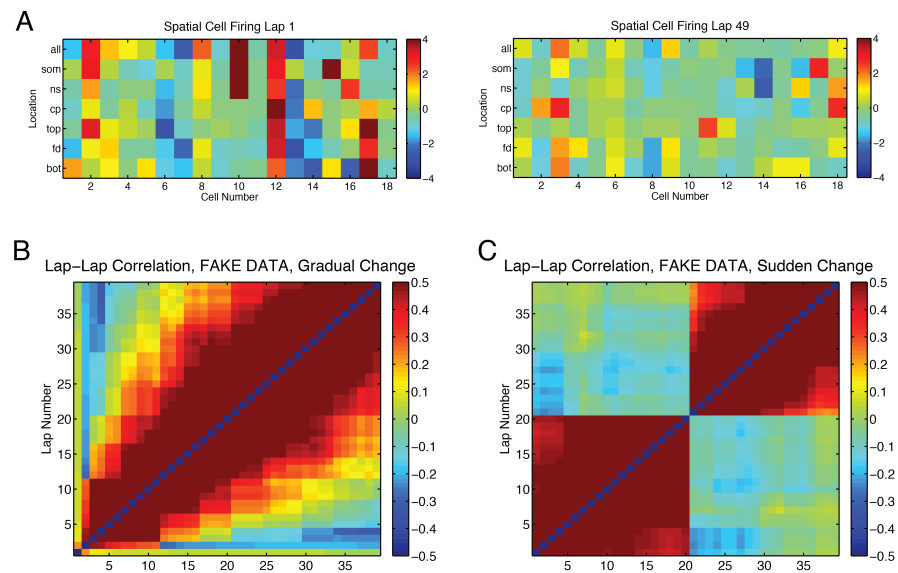 A
Spatial Cell Firing Lap 1
all
som
ns
cp
top
fd
bot
Location
2 4 6 8 10 12 14 16 18
Cell Number
4
2
0
−2
−4
Spatial Cell Firing Lap 49
all
som
ns
cp
top
fd
bot
Location
2 4 6 8 10 12 14 16 18
Cell Number
4
2
0
−2
−4
B
Lap−Lap Correlation, FAKE DATA, Gradual Change
35
30
25
20
15
10
5
Lap Number
5 10 15 20 25 30 35
0.5
0.4
0.3
0.2
0.1
0
−0.1
−0.2
−0.3
−0.4
−0.5
C
Lap−Lap Correlation, FAKE DATA, Sudden Change
35
30
25
20
15
10
5
Lap Number
5 10 15 20 25 30 35
0.5
0.4
0.3
0.2
0.1
0
−0.1
−0.2
−0.3
−0.4
−0.5